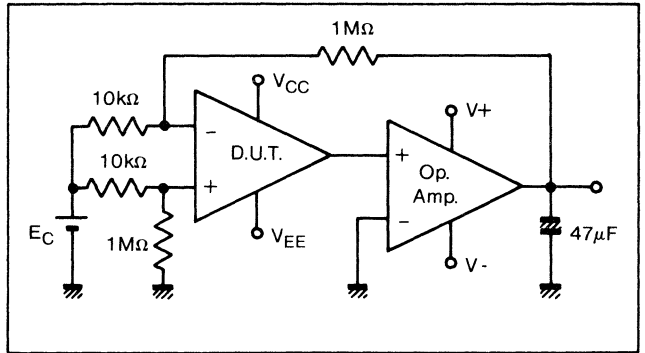 1MΩ
VCC
10kΩ
V+
−
D.U.T.
+
Op.
Amp.
10kΩ
+
−
EC
1MΩ
VEE
47μF
V-